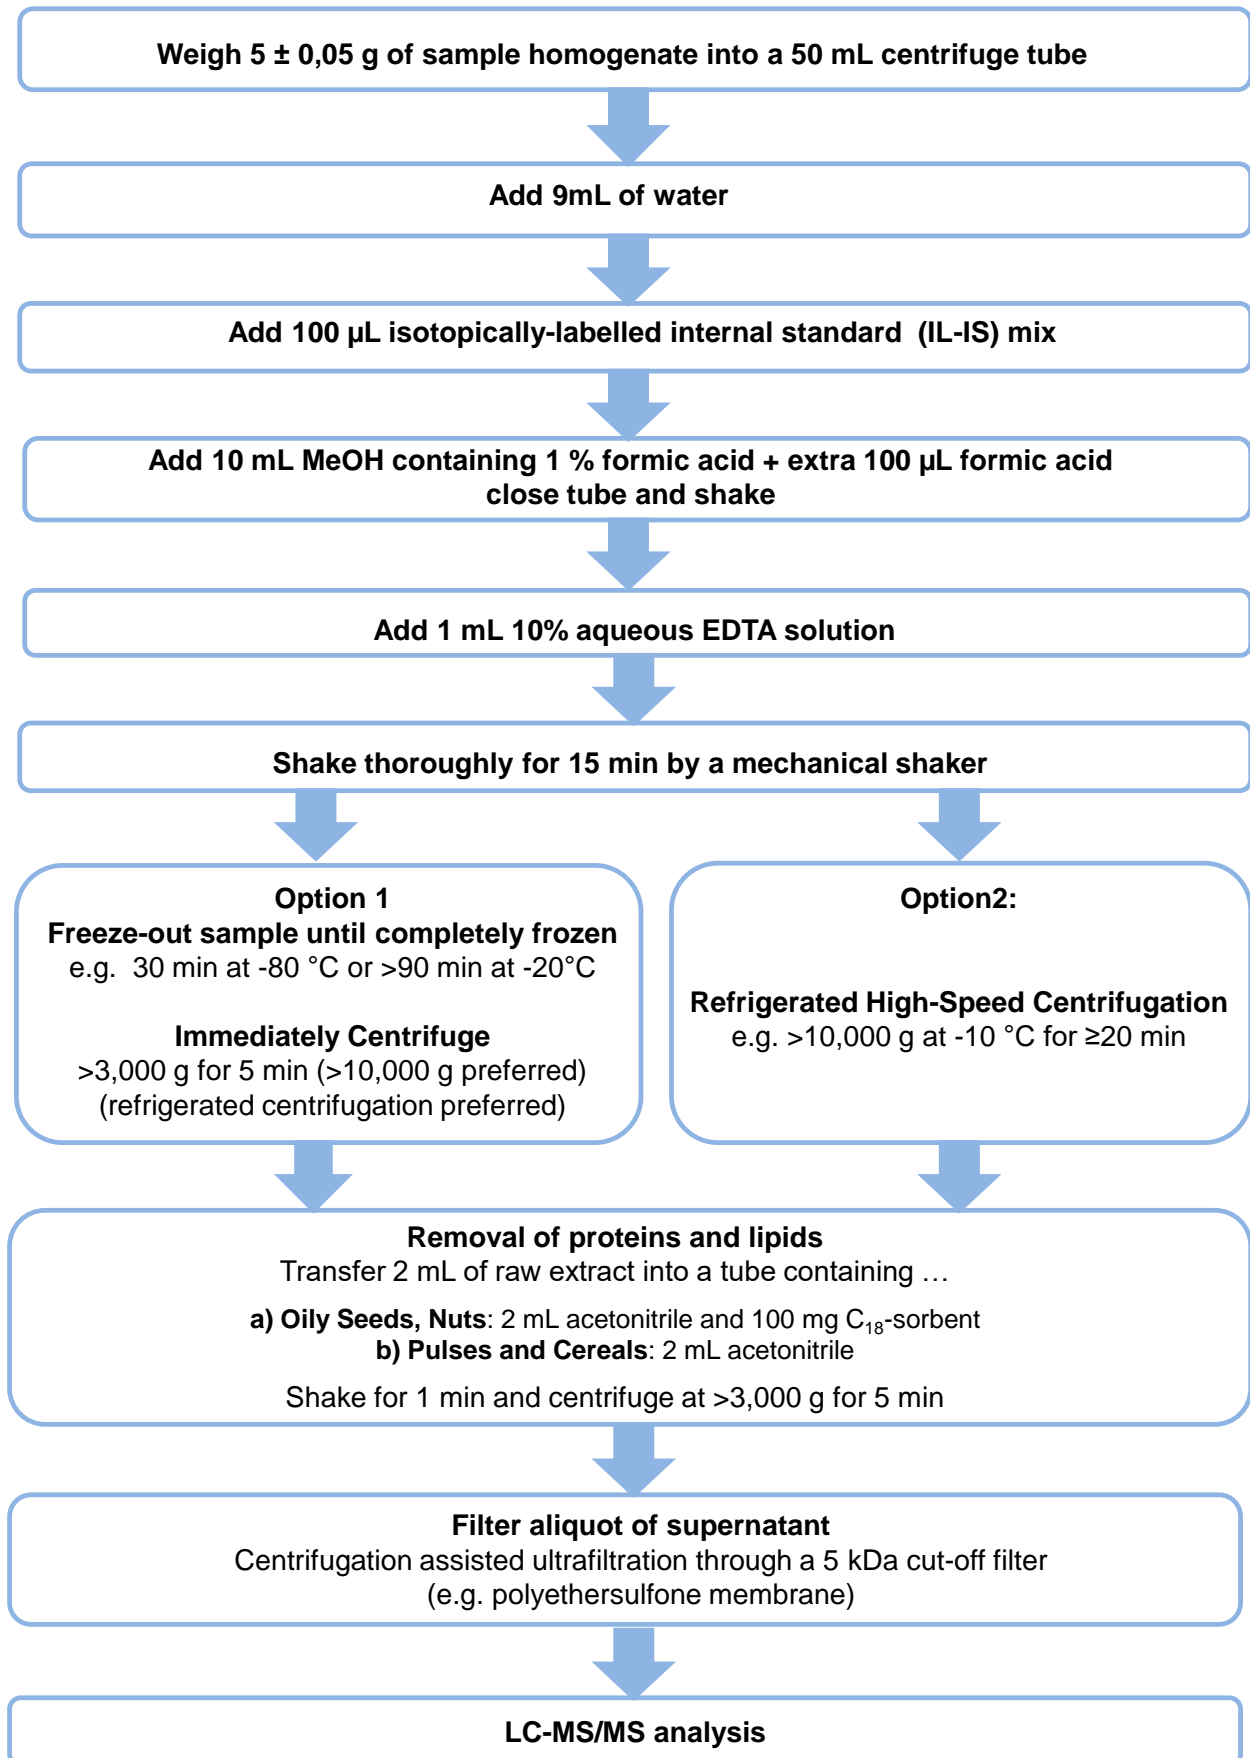 Weigh 5 ± 0,05 g of sample homogenate into a 50 mL centrifuge tube
Add 9mL of water
Add 100 µL isotopically-labelled internal standard  (IL-IS) mix
Add 10 mL MeOH containing 1 % formic acid + extra 100 µL formic acid
close tube and shake
Add 1 mL 10% aqueous EDTA solution
Shake thoroughly for 15 min by a mechanical shaker
Option 1
Freeze-out sample until completely frozen
e.g.  30 min at -80 °C or >90 min at -20°C
Immediately Centrifuge
>3,000 g for 5 min (>10,000 g preferred)
(refrigerated centrifugation preferred)
Option2:
Refrigerated High-Speed Centrifugation
e.g. >10,000 g at -10 °C for ≥20 min
Removal of proteins and lipids
Transfer 2 mL of raw extract into a tube containing …
a) Oily Seeds, Nuts: 2 mL acetonitrile and 100 mg C18-sorbent
b) Pulses and Cereals: 2 mL acetonitrile
Shake for 1 min and centrifuge at >3,000 g for 5 min
Filter aliquot of supernatant
Centrifugation assisted ultrafiltration through a 5 kDa cut-off filter
(e.g. polyethersulfone membrane)
LC-MS/MS analysis